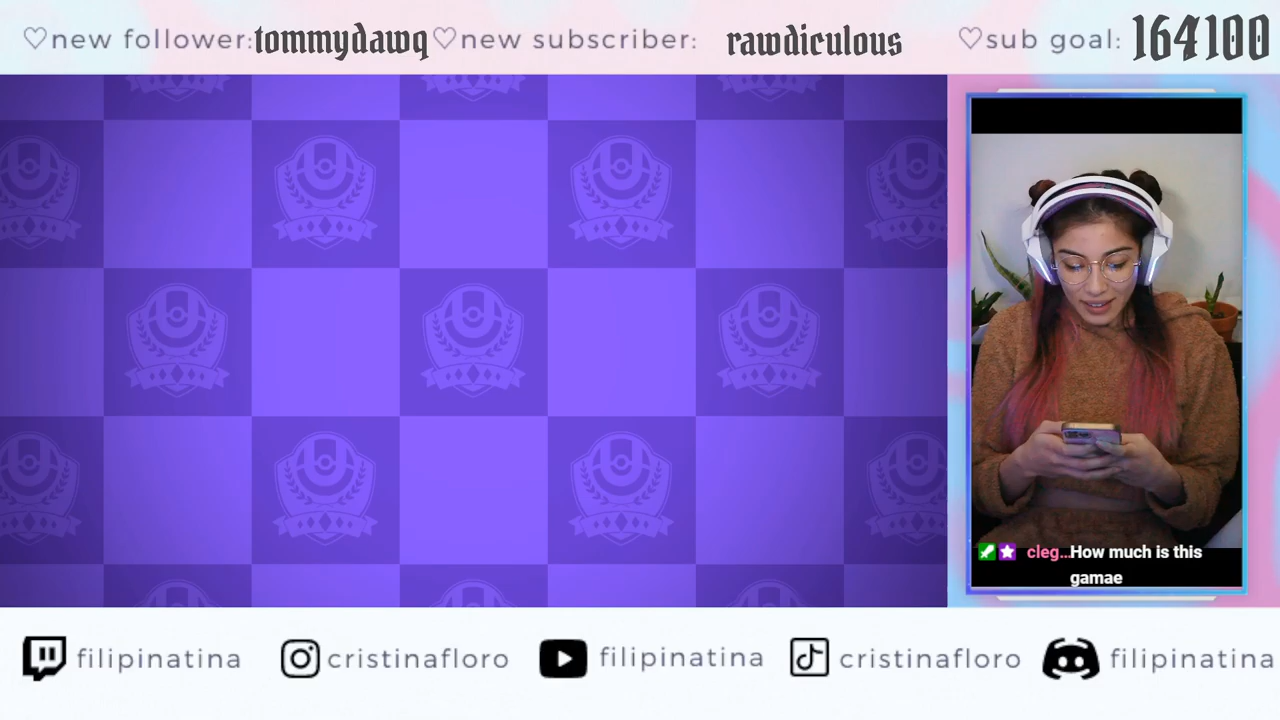 ♡new follower: tommydawg ♡new subscriber: rawdiculous ♡sub goal: 164100
cleg...How much is this
gamae
filipinatina cristinafloro filipinatina cristinafloro filipinatina